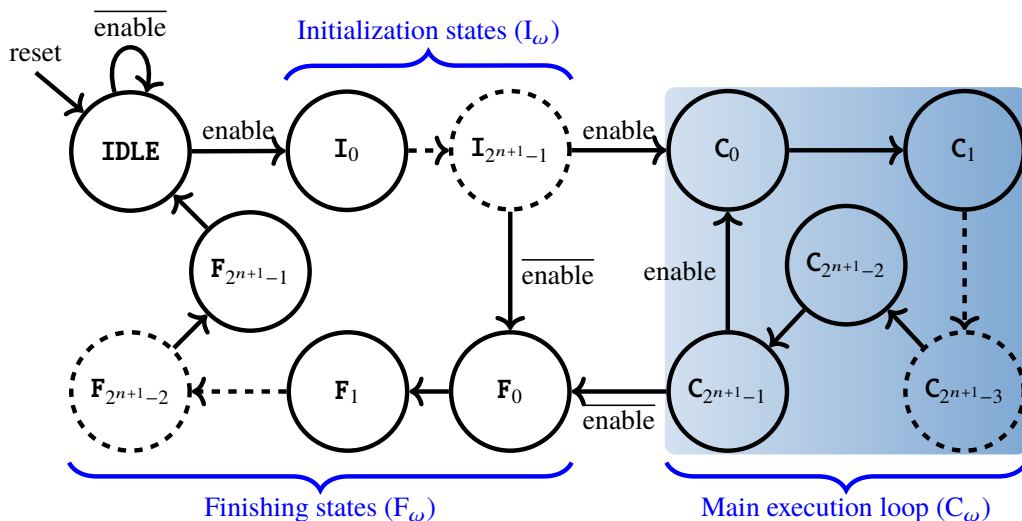 enable
Initialization states (I_ω)
reset
IDLE
enable
I_0
I_{2^{n+1}−1}
enable
C_0
C_1
F_{2^{n+1}−1}
enable
enable
C_{2^{n+1}−2}
F_{2^{n+1}−2}
F_1
F_0
enable
C_{2^{n+1}−1}
C_{2^{n+1}−3}
Finishing states (F_ω)
Main execution loop (C_ω)